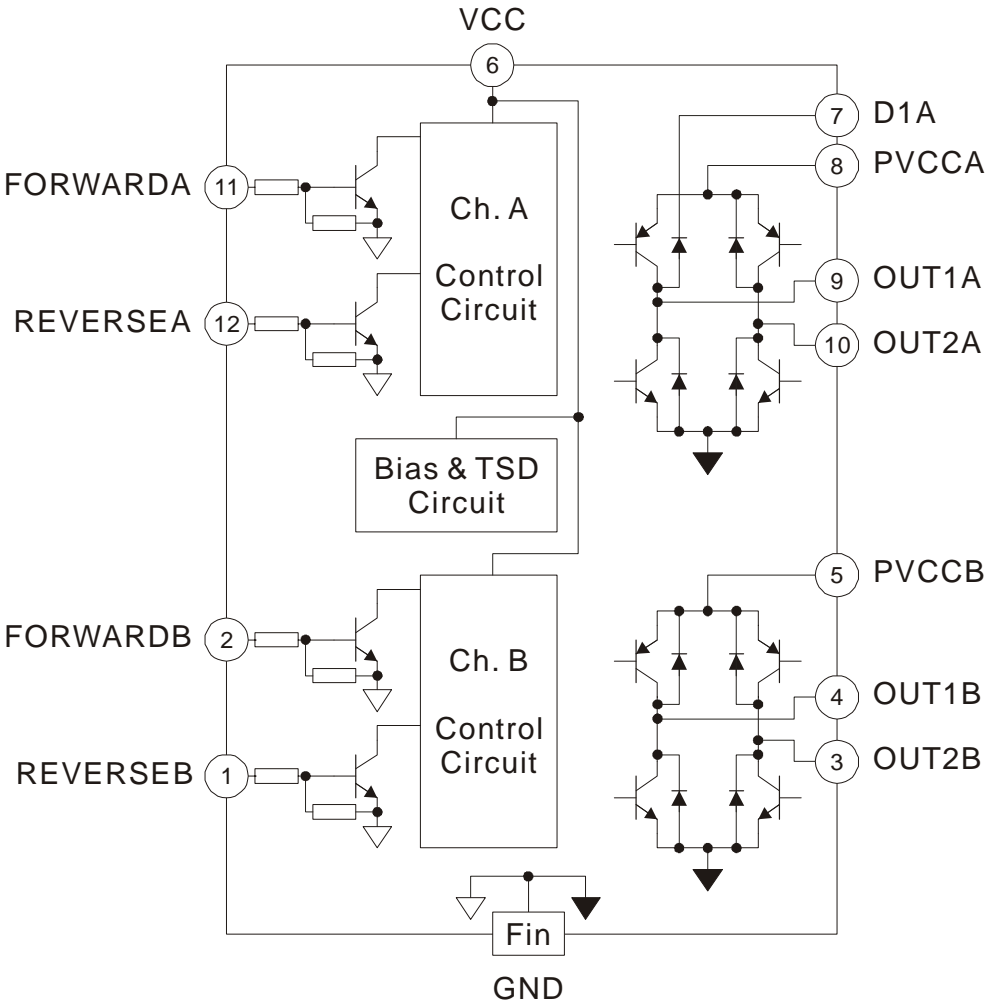 VCC
6
7 D1A
8 PVCCA
FORWARDA 11
Ch. A
Control
Circuit
9 OUT1A
REVERSEA 12
10 OUT2A
Bias & TSD
Circuit
5 PVCCB
FORWARDB 2
Ch. B
Control
Circuit
4 OUT1B
REVERSEB 1
3 OUT2B
Fin
GND